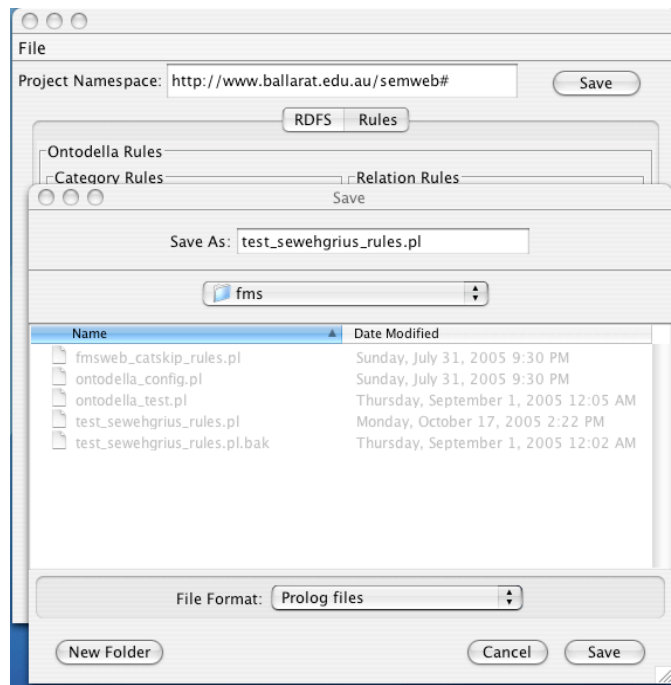 File
Project Namespace: http://www.ballarat.edu.au/semweb# Save
RDFS Rules
Ontodella Rules
Category Rules Relation Rules
Save
Save As: test_sewehgrius_rules.pl
fms
Name Date Modified
fmsweb_catskip_rules.pl Sunday, July 31, 2005 9:30 PM
ontodella_config.pl Sunday, July 31, 2005 9:30 PM
ontodella_test.pl Thursday, September 1, 2005 12:05 AM
test_sewehgrius_rules.pl Monday, October 17, 2005 2:22 PM
test_sewehgrius_rules.pl.bak Thursday, September 1, 2005 12:02 AM
File Format: Prolog files
New Folder Cancel Save